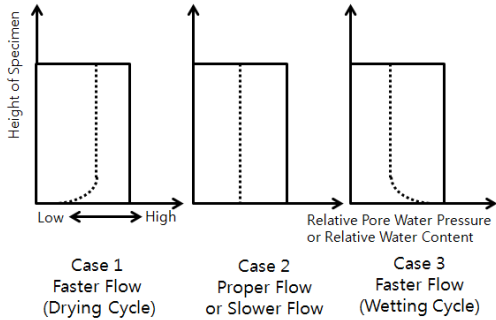 Height of Specimen
Low
High
Relative Pore Water Pressure
or Relative Water Content
Case 1
Faster Flow
(Drying Cycle)
Case 2
Proper Flow
or Slower Flow
Case 3
Faster Flow
(Wetting Cycle)